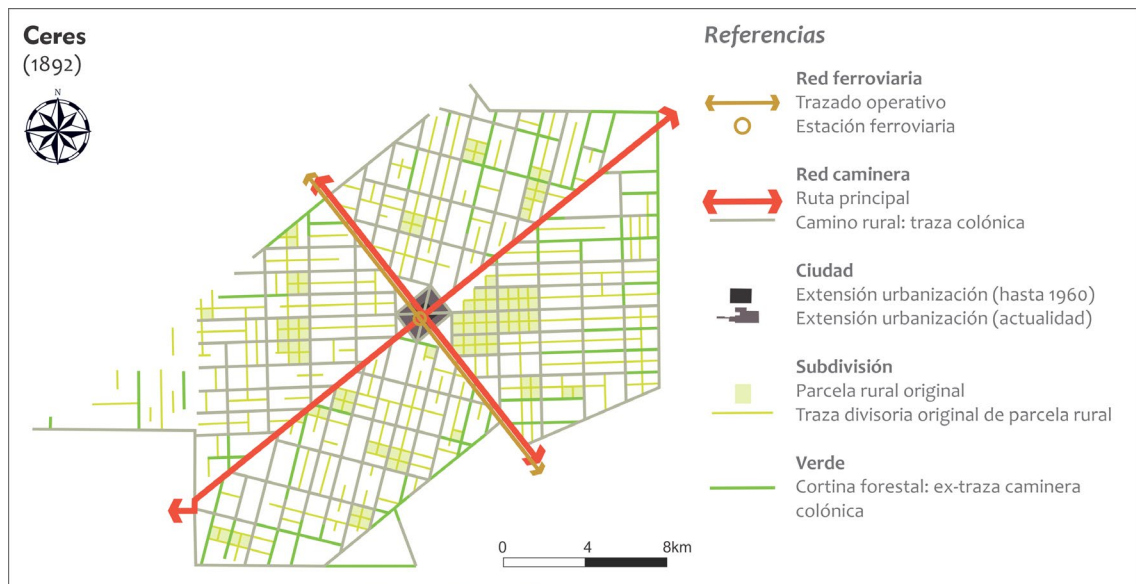 Ceres
(1892)
N
Referencias
Red ferroviaria
Trazado operativo
Estación ferroviaria
Red caminera
Ruta principal
Camino rural: traza colónica
Ciudad
Extensión urbanización (hasta 1960)
Extensión urbanización (actualidad)
Subdivisión
Parcela rural original
Traza divisoria original de parcela rural
Verde
Cortina forestal: ex-traza caminera
colónica
0 4 8km